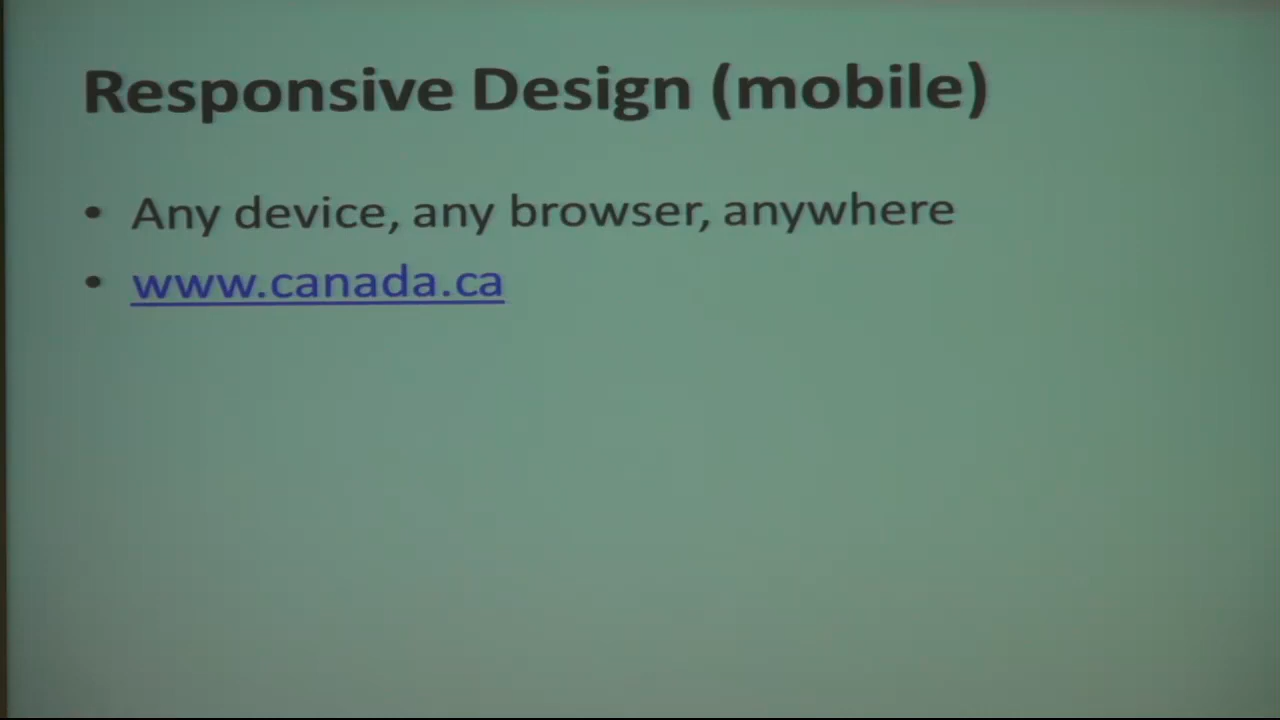 Responsive Design (mobile)
• Any device, any browser, anywhere
• www.canada.ca